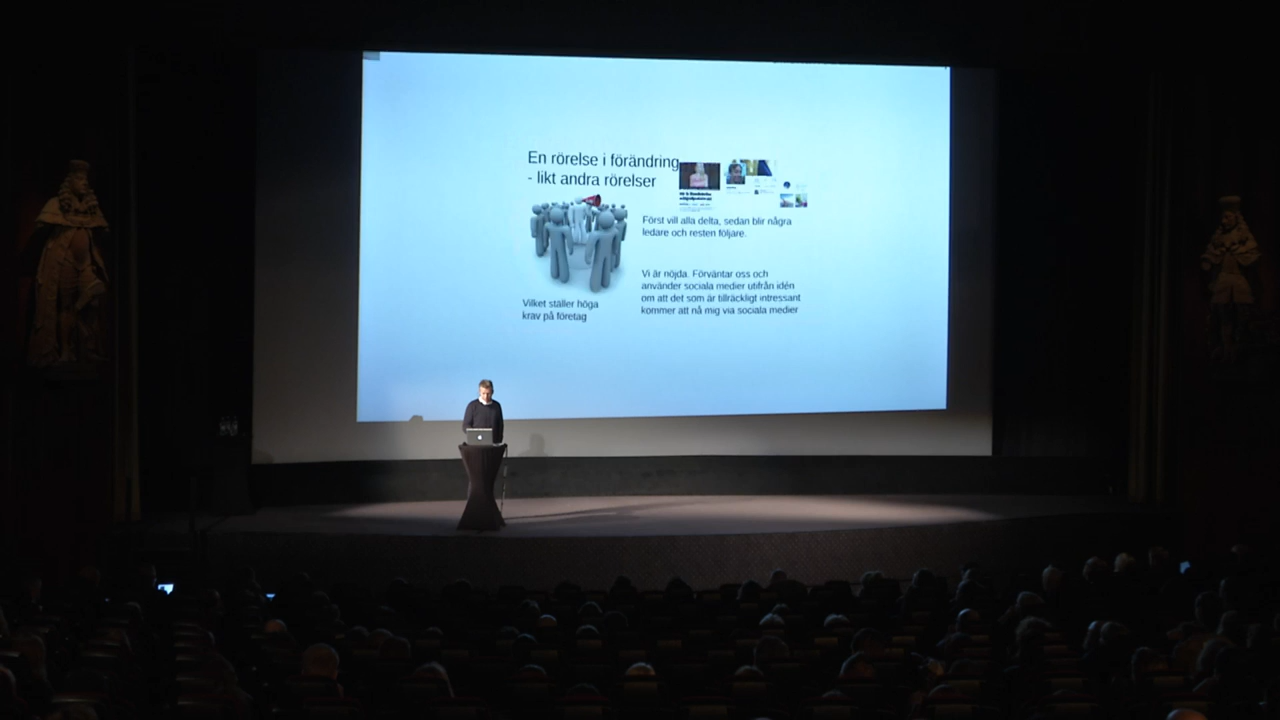 En rörelse i förändring
- likt andra rörelser
Först vill alla delta, sedan blir några
ledare och resten följare.
Vi är nöjda. Förväntar oss och
använder sociala medier utifrån idén
om att det som är tillräckligt intressant
kommer att nå mig via sociala medier
Vilket ställer höga
krav på företag